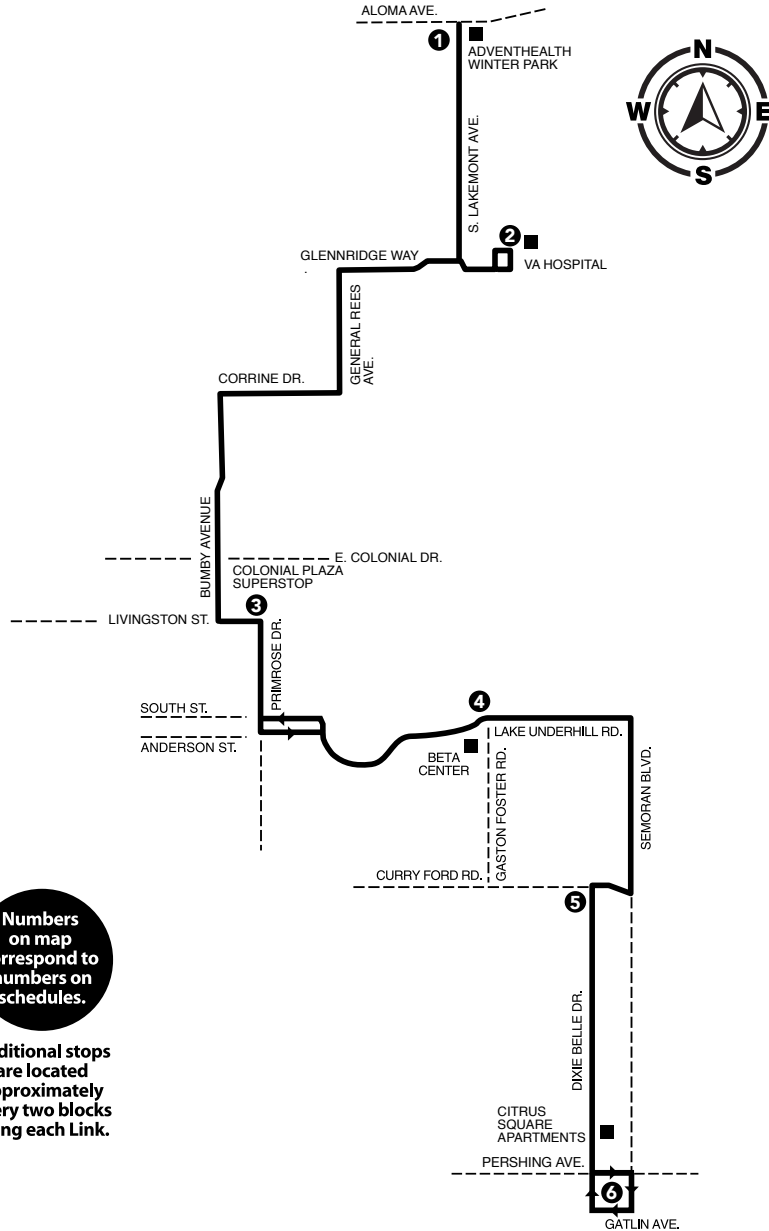 ALOMA AVE.
1
ADVENTHEALTH
WINTER PARK
N
W
E
S
S. LAKEMONT AVE.
2
GLENNRIDGE WAY
VA HOSPITAL
GENERAL REES
AVE.
CORRINE DR.
BUMBY AVENUE
E. COLONIAL DR.
COLONIAL PLAZA
SUPERSTOP
3
LIVINGSTON ST.
PRIMROSE DR.
SOUTH ST.
ANDERSON ST.
4
LAKE UNDERHILL RD.
BETA
CENTER
GASTON FOSTER RD.
SEMORAN BLVD.
CURRY FORD RD.
5
Numbers
on map
orrespond to
numbers on
schedules.
ditional stops
are located
pproximately
ery two blocks
ng each Link.
DIXIE BELLE DR.
CITRUS
SQUARE
APARTMENTS
PERSHING AVE.
6
GATLIN AVE.